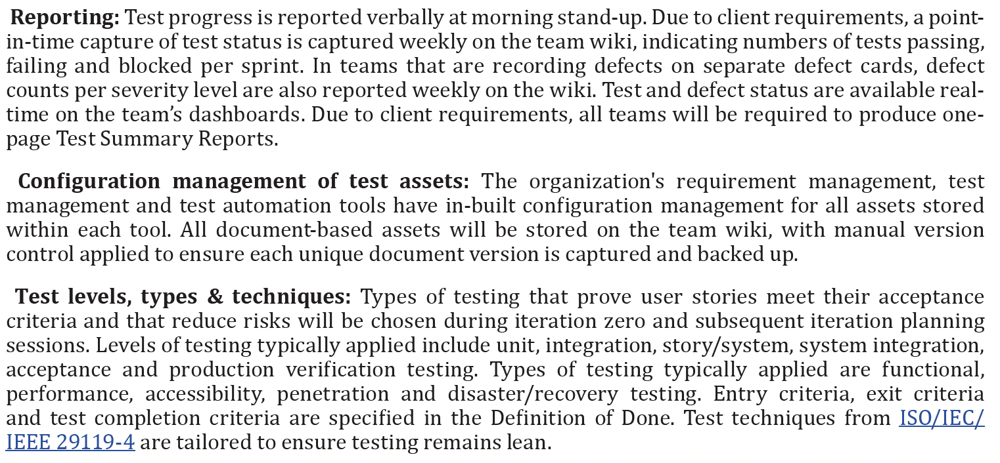 Reporting: Test progress is reported verbally at morning stand-up. Due to client requirements, a point-
in-time capture of test status is captured weekly on the team wiki, indicating numbers of tests passing,
failing and blocked per sprint. In teams that are recording defects on separate defect cards, defect
counts per severity level are also reported weekly on the wiki. Test and defect status are available real-
time on the team’s dashboards. Due to client requirements, all teams will be required to produce one-
page Test Summary Reports.
Configuration management of test assets: The organization's requirement management, test
management and test automation tools have in-built configuration management for all assets stored
within each tool. All document-based assets will be stored on the team wiki, with manual version
control applied to ensure each unique document version is captured and backed up.
Test levels, types & techniques: Types of testing that prove user stories meet their acceptance
criteria and that reduce risks will be chosen during iteration zero and subsequent iteration planning
sessions. Levels of testing typically applied include unit, integration, story/system, system integration,
acceptance and production verification testing. Types of testing typically applied are functional,
performance, accessibility, penetration and disaster/recovery testing. Entry criteria, exit criteria
and test completion criteria are specified in the Definition of Done. Test techniques from ISO/IEC/
IEEE 29119-4 are tailored to ensure testing remains lean.